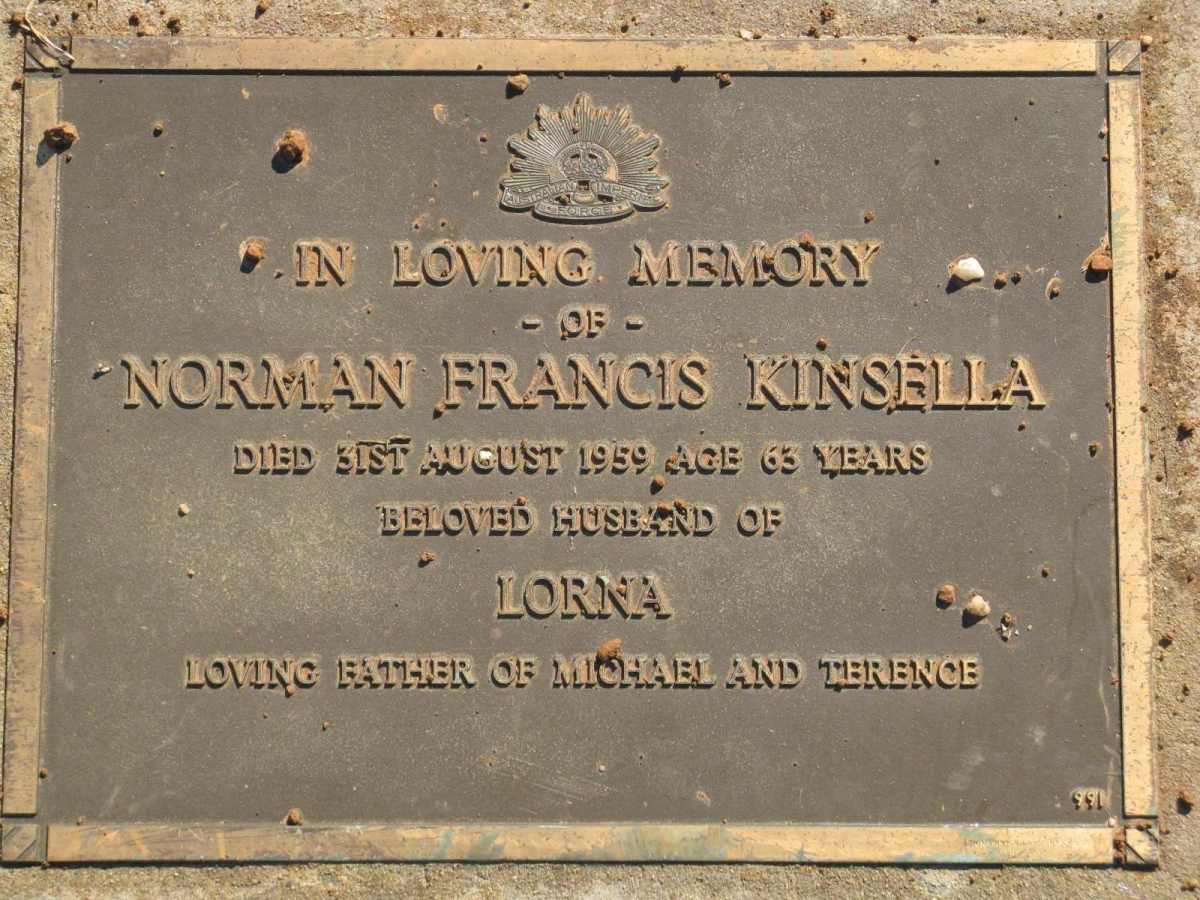 AUSTRALIAN IMPERIAL
FORCE
IN LOVING MEMORY
- OF -
NORMAN FRANCIS KINSELLA
DIED 31ST AUGUST 1959 AGE 63 YEARS
BELOVED HUSBAND OF
LORNA
LOVING FATHER OF MICHAEL AND TERENCE
991